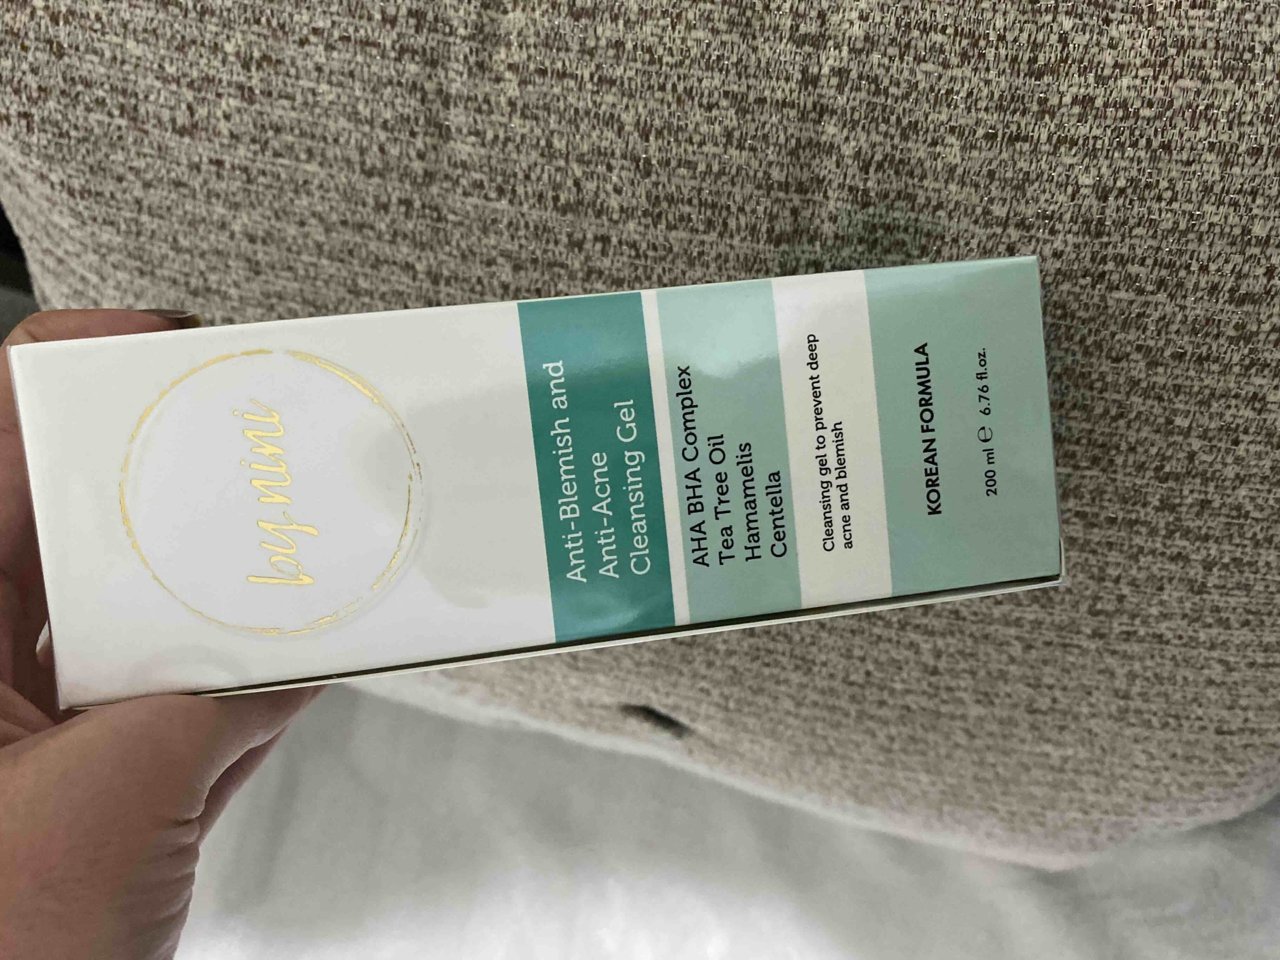 by nini
Anti-Blemish and
Anti-Acne
Cleansing Gel
AHA BHA Complex
Tea Tree Oil
Hamamelis
Centella
Cleansing gel to prevent deep
acne and blemish
KOREAN FORMULA
200 ml ℮ 6.76 fl.oz.